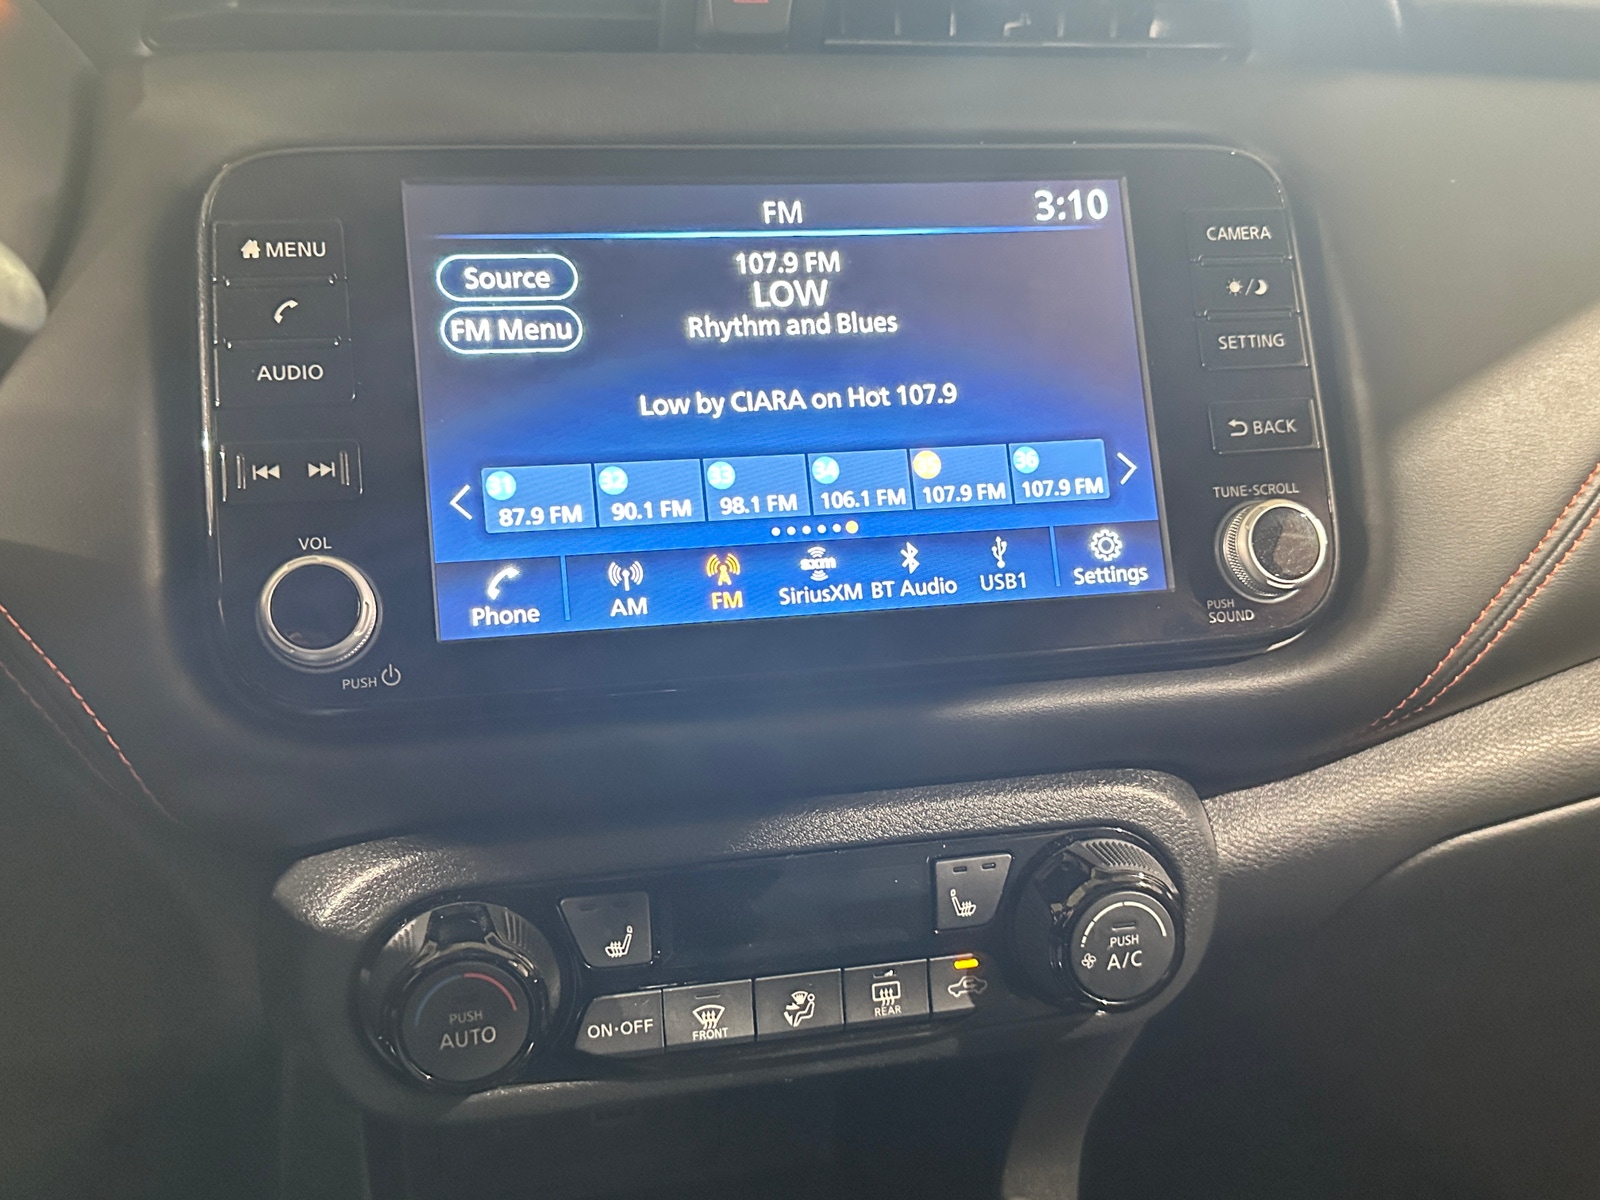 FM 3:10
MENU
Source
107.9 FM
LOW
FM Menu
Rhythm and Blues
AUDIO
Low by CIARA on Hot 107.9
31 32 33 34 35 36
87.9 FM 90.1 FM 98.1 FM 106.1 FM 107.9 FM 107.9 FM
Phone AM FM SiriusXM BT Audio USB1 Settings
sxm
VOL
PUSH
CAMERA
SETTING
BACK
TUNE·SCROLL
PUSH
SOUND
PUSH
AUTO
ON·OFF
FRONT
REAR
PUSH
A/C